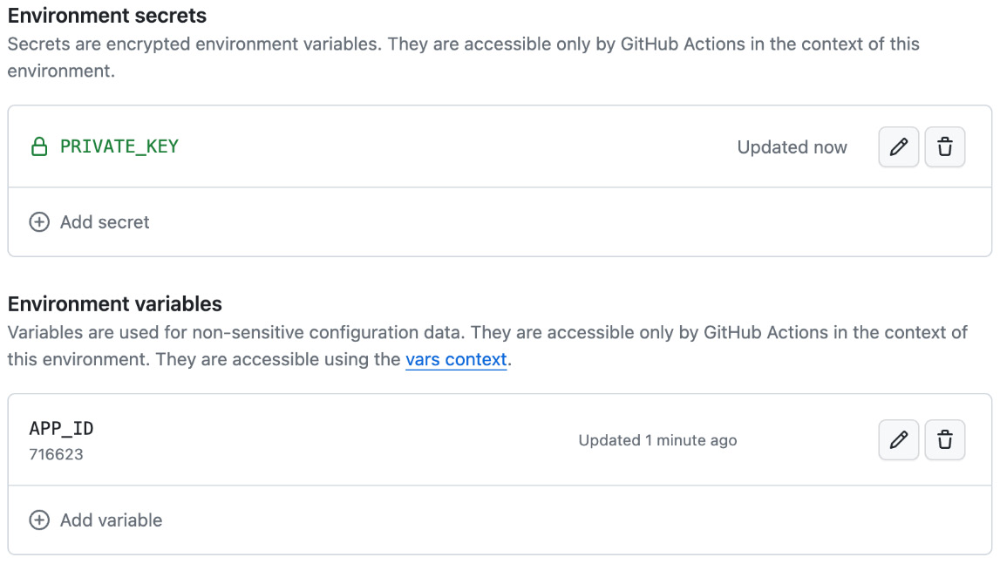 Environment secrets
Secrets are encrypted environment variables. They are accessible only by GitHub Actions in the context of this
environment.
PRIVATE_KEY
Updated now
Add secret
Environment variables
Variables are used for non-sensitive configuration data. They are accessible only by GitHub Actions in the context of
this environment. They are accessible using the vars context.
APP_ID
716623
Updated 1 minute ago
Add variable